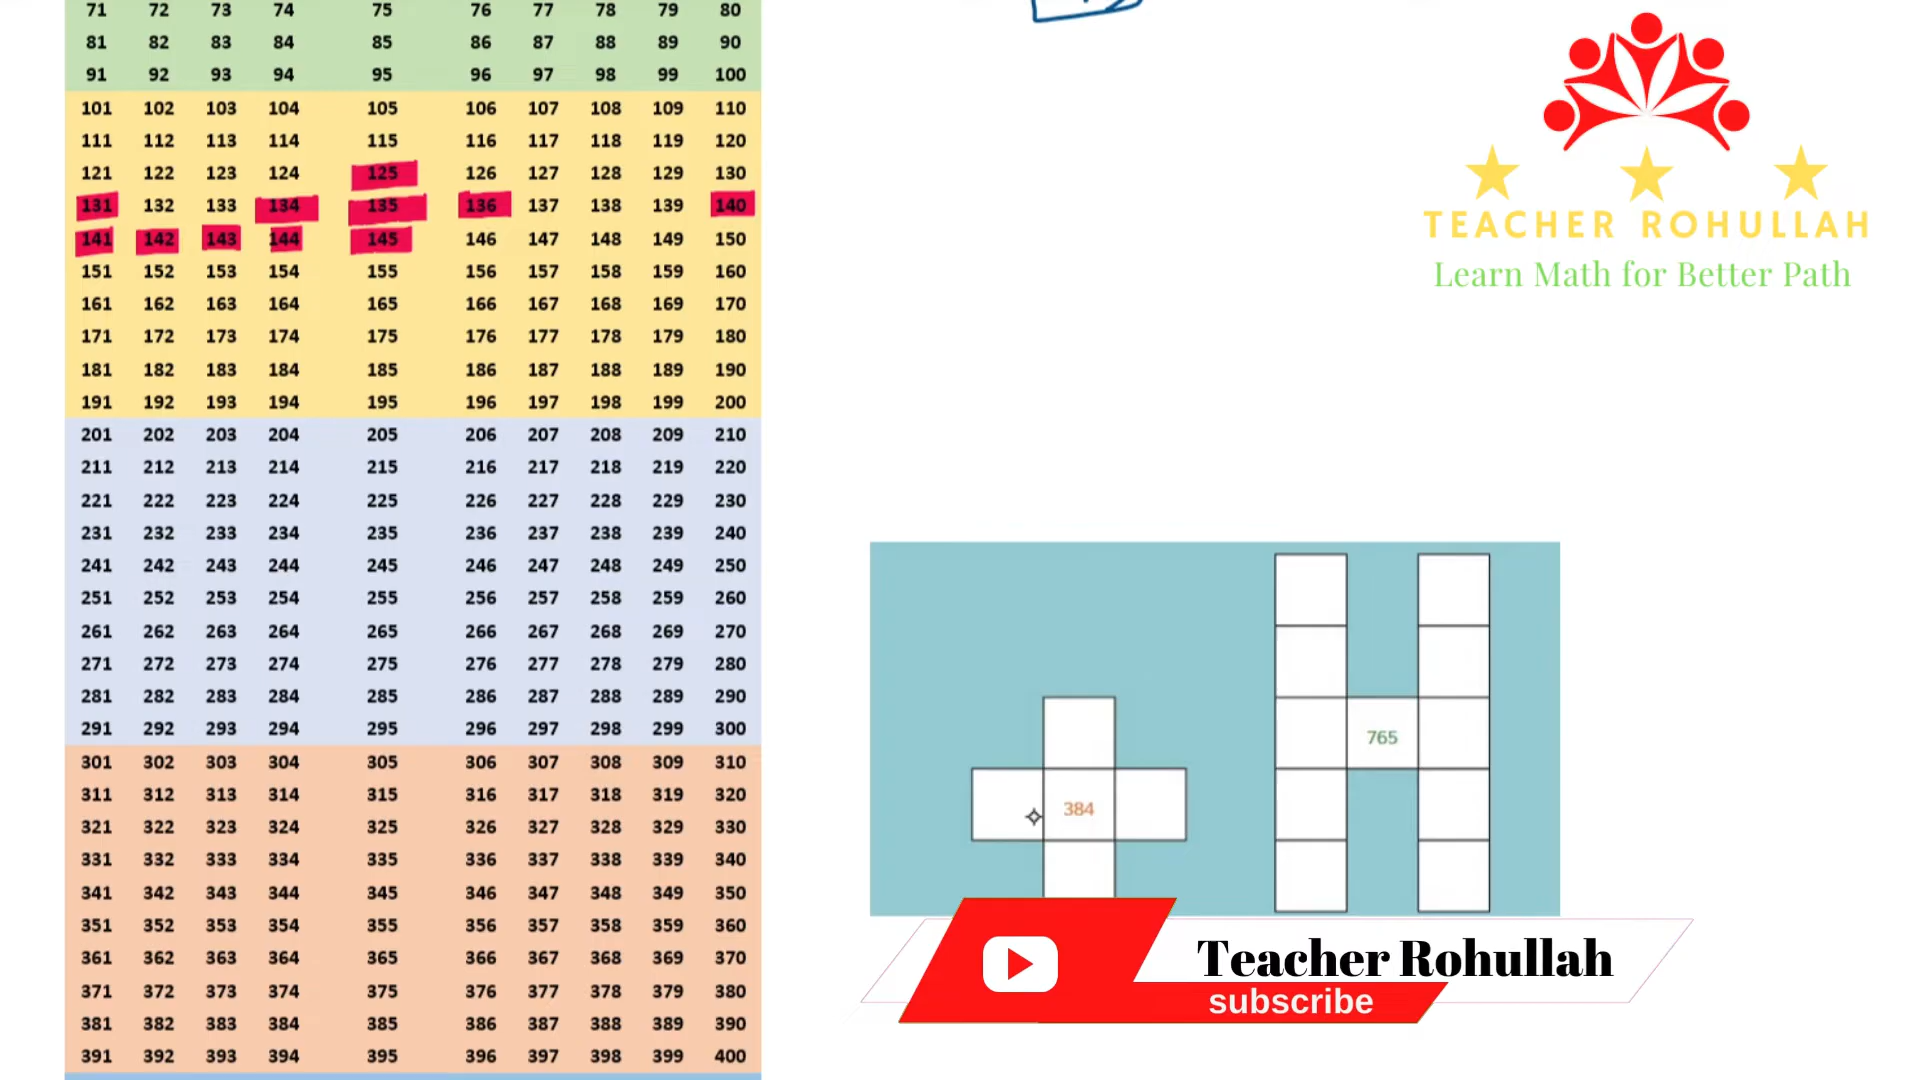 71 72 73 74 75 76 77 78 79 80
81 82 83 84 85 86 87 88 89 90
91 92 93 94 95 96 97 98 99 100
101 102 103 104 105 106 107 108 109 110
111 112 113 114 115 116 117 118 119 120
121 122 123 124 125 126 127 128 129 130
131 132 133 134 135 136 137 138 139 140
141 142 143 144 145 146 147 148 149 150
151 152 153 154 155 156 157 158 159 160
161 162 163 164 165 166 167 168 169 170
171 172 173 174 175 176 177 178 179 180
181 182 183 184 185 186 187 188 189 190
191 192 193 194 195 196 197 198 199 200
201 202 203 204 205 206 207 208 209 210
211 212 213 214 215 216 217 218 219 220
221 222 223 224 225 226 227 228 229 230
231 232 233 234 235 236 237 238 239 240
241 242 243 244 245 246 247 248 249 250
251 252 253 254 255 256 257 258 259 260
261 262 263 264 265 266 267 268 269 270
271 272 273 274 275 276 277 278 279 280
281 282 283 284 285 286 287 288 289 290
291 292 293 294 295 296 297 298 299 300
301 302 303 304 305 306 307 308 309 310
311 312 313 314 315 316 317 318 319 320
321 322 323 324 325 326 327 328 329 330
331 332 333 334 335 336 337 338 339 340
341 342 343 344 345 346 347 348 349 350
351 352 353 354 355 356 357 358 359 360
361 362 363 364 365 366 367 368 369 370
371 372 373 374 375 376 377 378 379 380
381 382 383 384 385 386 387 388 389 390
391 392 393 394 395 396 397 398 399 400
TEACHER ROHULLAH
Learn Math for Better Path
765
384
Teacher Rohullah
subscribe